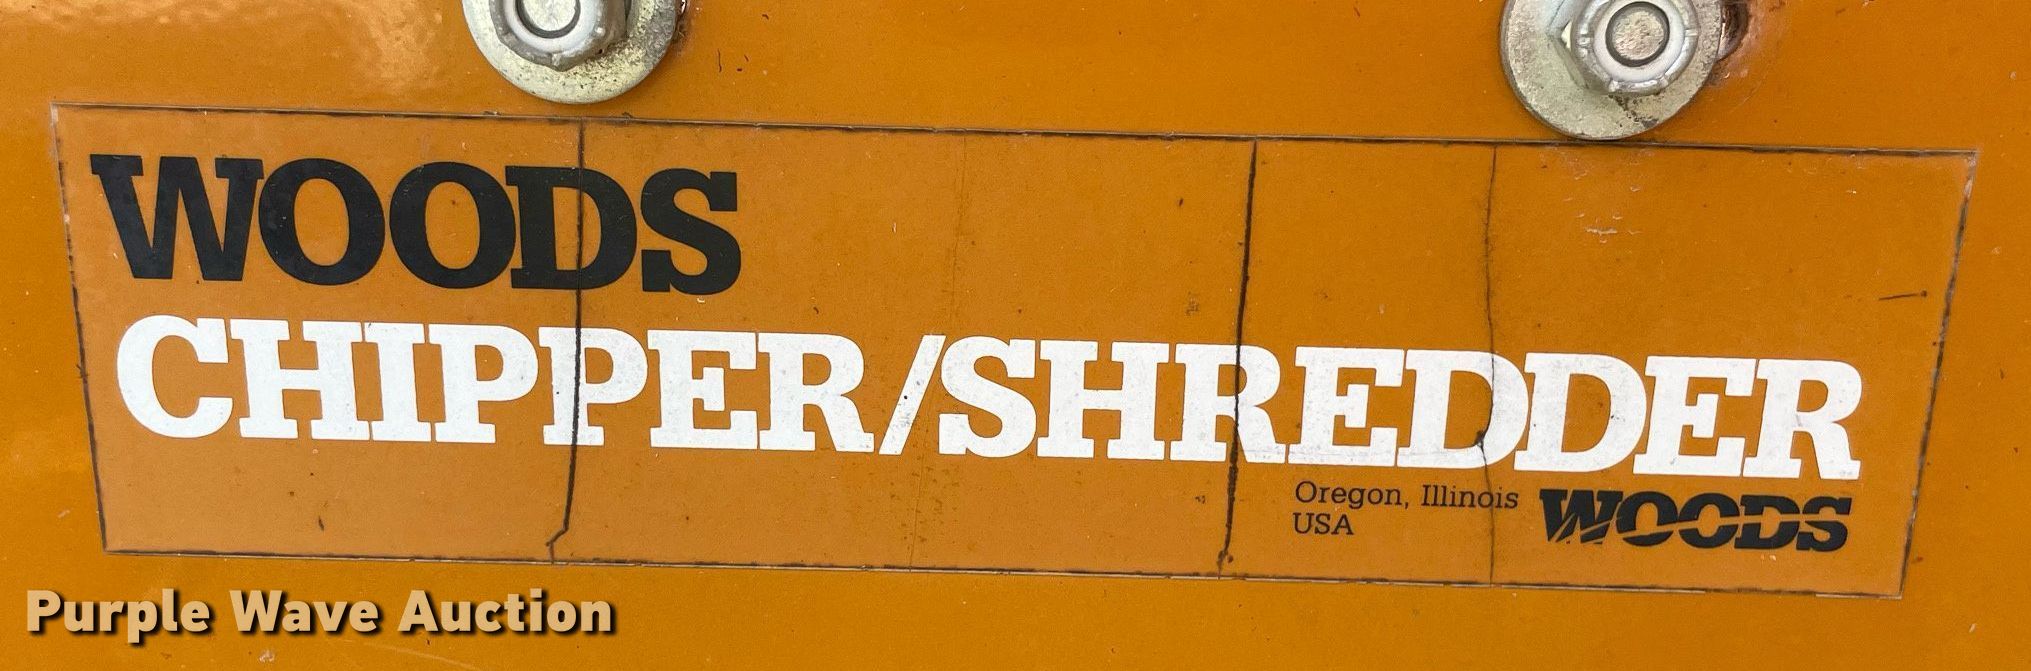 WOODS
CHIPPER/SHREDDER
Oregon, Illinois
USA
WOODS
Purple Wave Auction